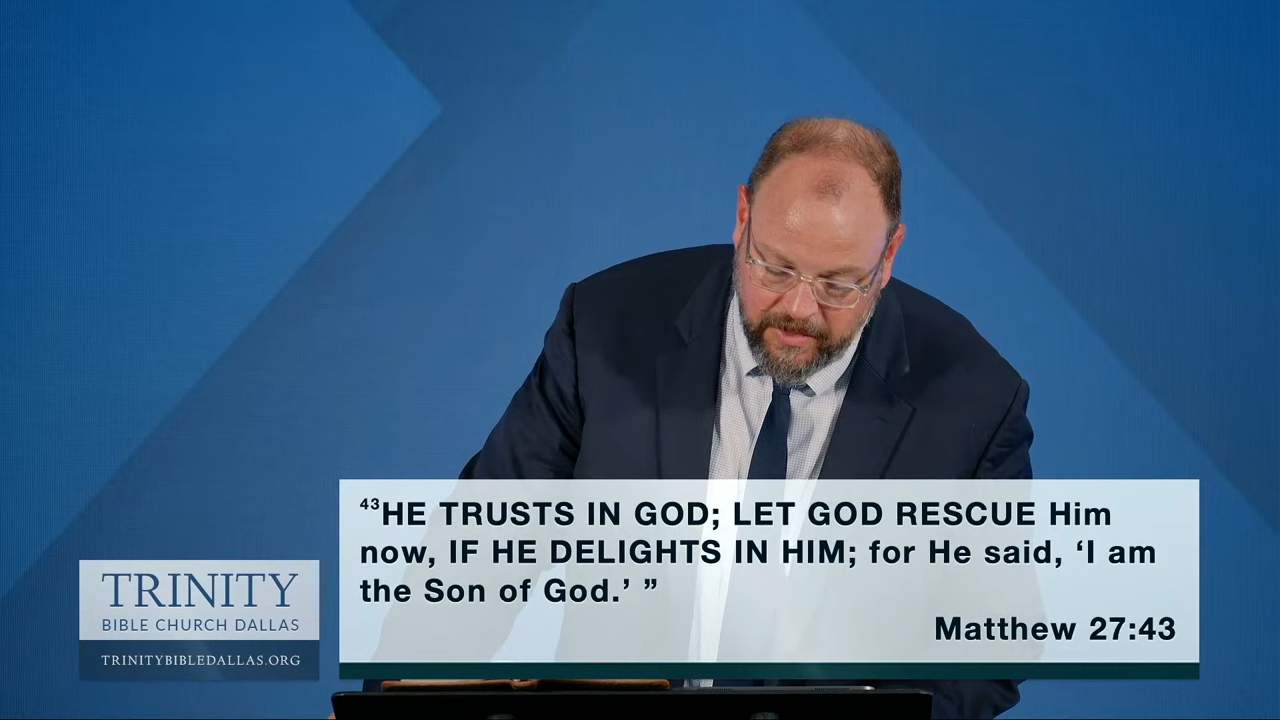 ⁴³HE TRUSTS IN GOD; LET GOD RESCUE Him
now, IF HE DELIGHTS IN HIM; for He said, ‘I am
the Son of God.’ ”
Matthew 27:43
TRINITY
BIBLE CHURCH DALLAS
TRINITYBIBLEDALLAS.ORG